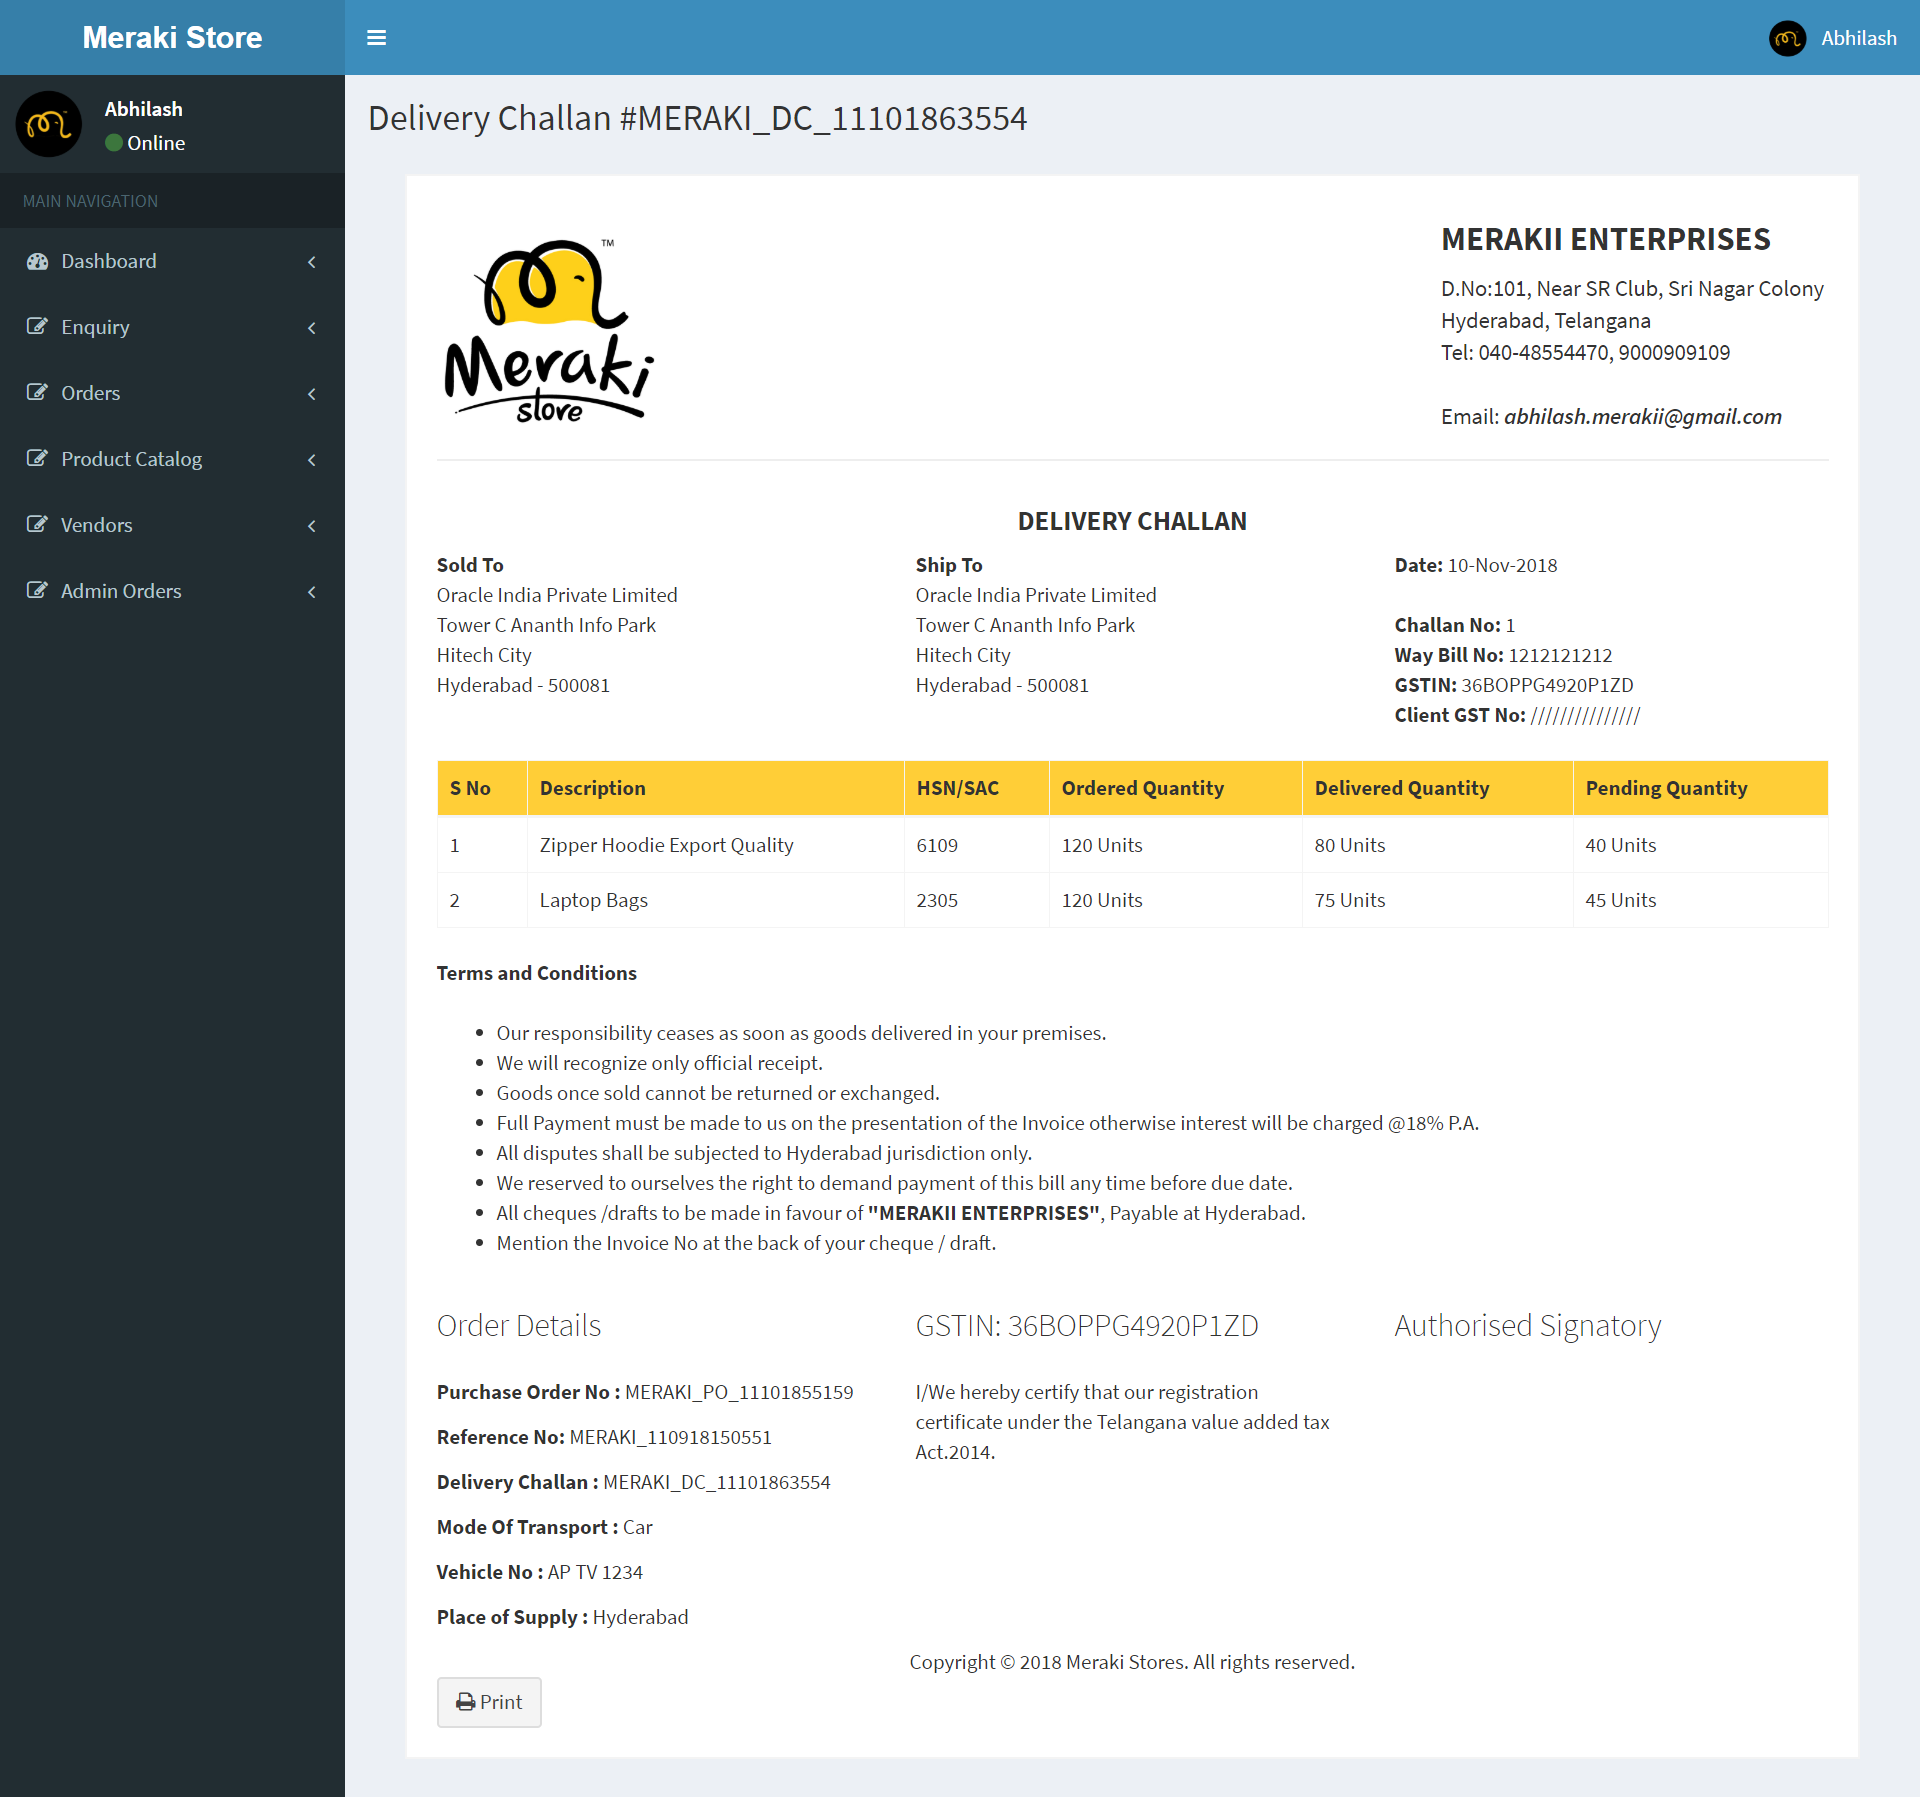 Meraki Store
Abhilash
Abhilash
Online
MAIN NAVIGATION
Dashboard
Enquiry
Orders
Product Catalog
Vendors
Admin Orders
Delivery Challan #MERAKI_DC_11101863554
TM
Meraki
store
MERAKII ENTERPRISES
D.No:101, Near SR Club, Sri Nagar Colony
Hyderabad, Telangana
Tel: 040-48554470, 9000909109
Email: abhilash.merakii@gmail.com
DELIVERY CHALLAN
Sold To
Oracle India Private Limited
Tower C Ananth Info Park
Hitech City
Hyderabad - 500081
Ship To
Oracle India Private Limited
Tower C Ananth Info Park
Hitech City
Hyderabad - 500081
Date: 10-Nov-2018
Challan No: 1
Way Bill No: 1212121212
GSTIN: 36BOPPG4920P1ZD
Client GST No: ///////////////
S No Description HSN/SAC Ordered Quantity Delivered Quantity Pending Quantity
1 Zipper Hoodie Export Quality 6109 120 Units 80 Units 40 Units
2 Laptop Bags 2305 120 Units 75 Units 45 Units
Terms and Conditions
• Our responsibility ceases as soon as goods delivered in your premises.
• We will recognize only official receipt.
• Goods once sold cannot be returned or exchanged.
• Full Payment must be made to us on the presentation of the Invoice otherwise interest will be charged @18% P.A.
• All disputes shall be subjected to Hyderabad jurisdiction only.
• We reserved to ourselves the right to demand payment of this bill any time before due date.
• All cheques /drafts to be made in favour of "MERAKII ENTERPRISES", Payable at Hyderabad.
• Mention the Invoice No at the back of your cheque / draft.
Order Details
Purchase Order No : MERAKI_PO_11101855159
Reference No: MERAKI_110918150551
Delivery Challan : MERAKI_DC_11101863554
Mode Of Transport : Car
Vehicle No : AP TV 1234
Place of Supply : Hyderabad
GSTIN: 36BOPPG4920P1ZD
I/We hereby certify that our registration
certificate under the Telangana value added tax
Act.2014.
Authorised Signatory
Copyright © 2018 Meraki Stores. All rights reserved.
Print